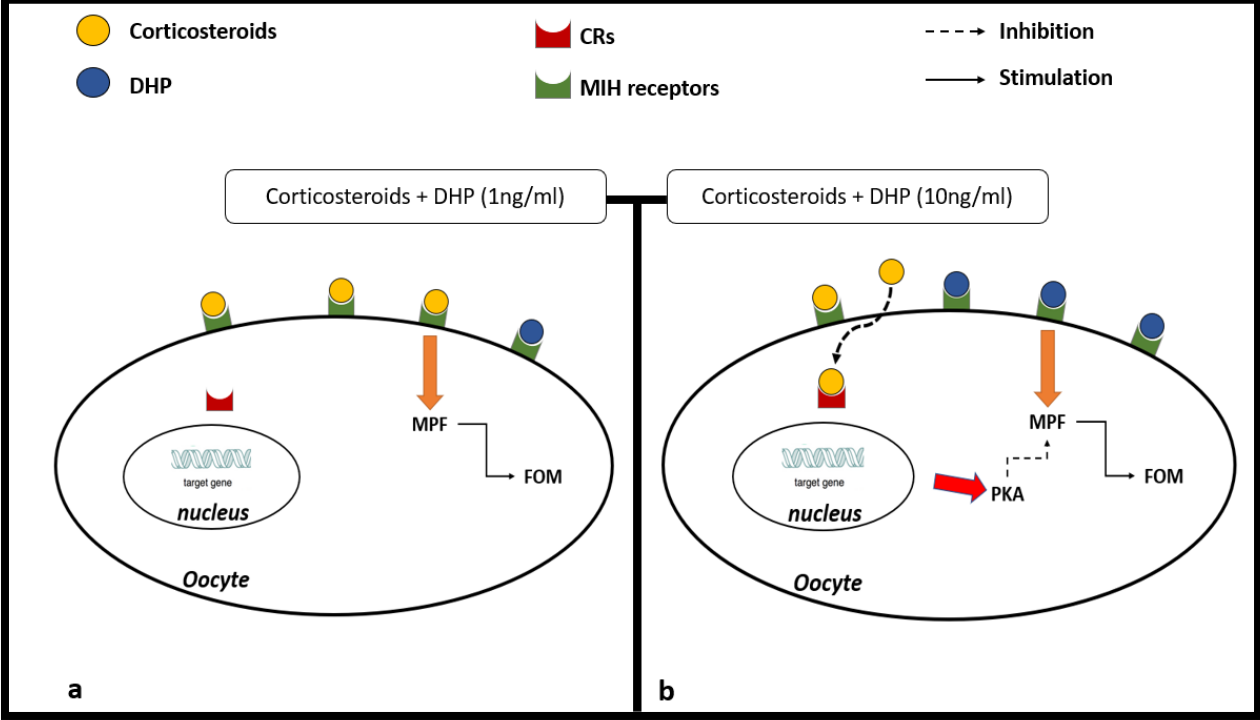 Corticosteroids
DHP
CRs
MIH receptors
Inhibition
Stimulation
Corticosteroids + DHP (1ng/ml)
Corticosteroids + DHP (10ng/ml)
MPF
FOM
target gene
nucleus
Oocyte
a
MPF
FOM
PKA
target gene
nucleus
Oocyte
b